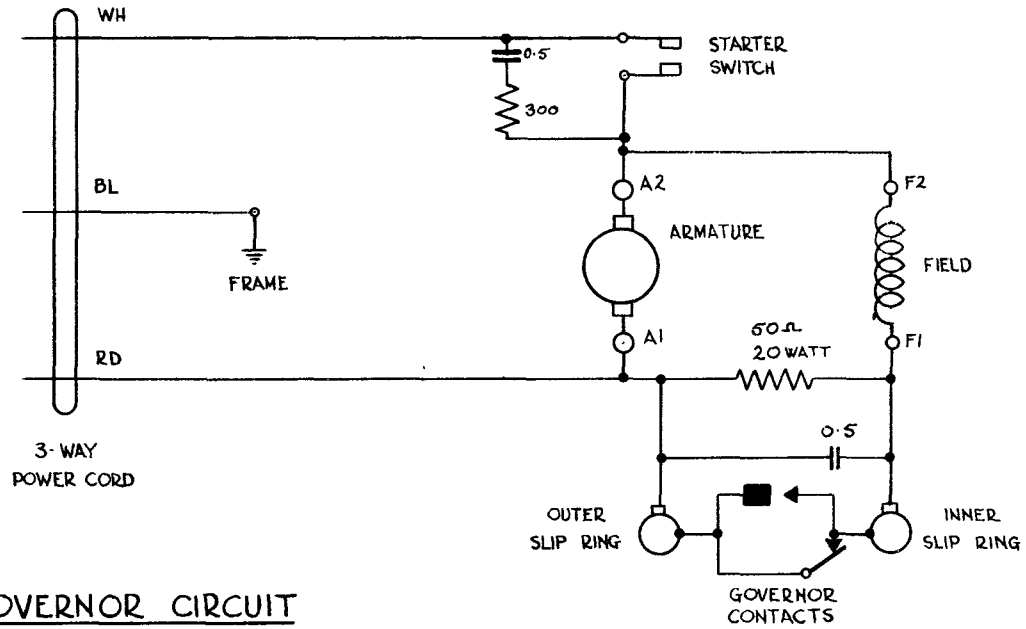 WH
0.5
300
STARTER
SWITCH
BL
FRAME
A2
F2
ARMATURE
FIELD
A1
F1
50Ω
20 WATT
RD
3-WAY
POWER CORD
0.5
OUTER
SLIP RING
INNER
SLIP RING
GOVERNOR
CONTACTS
OVERNOR CIRCUIT